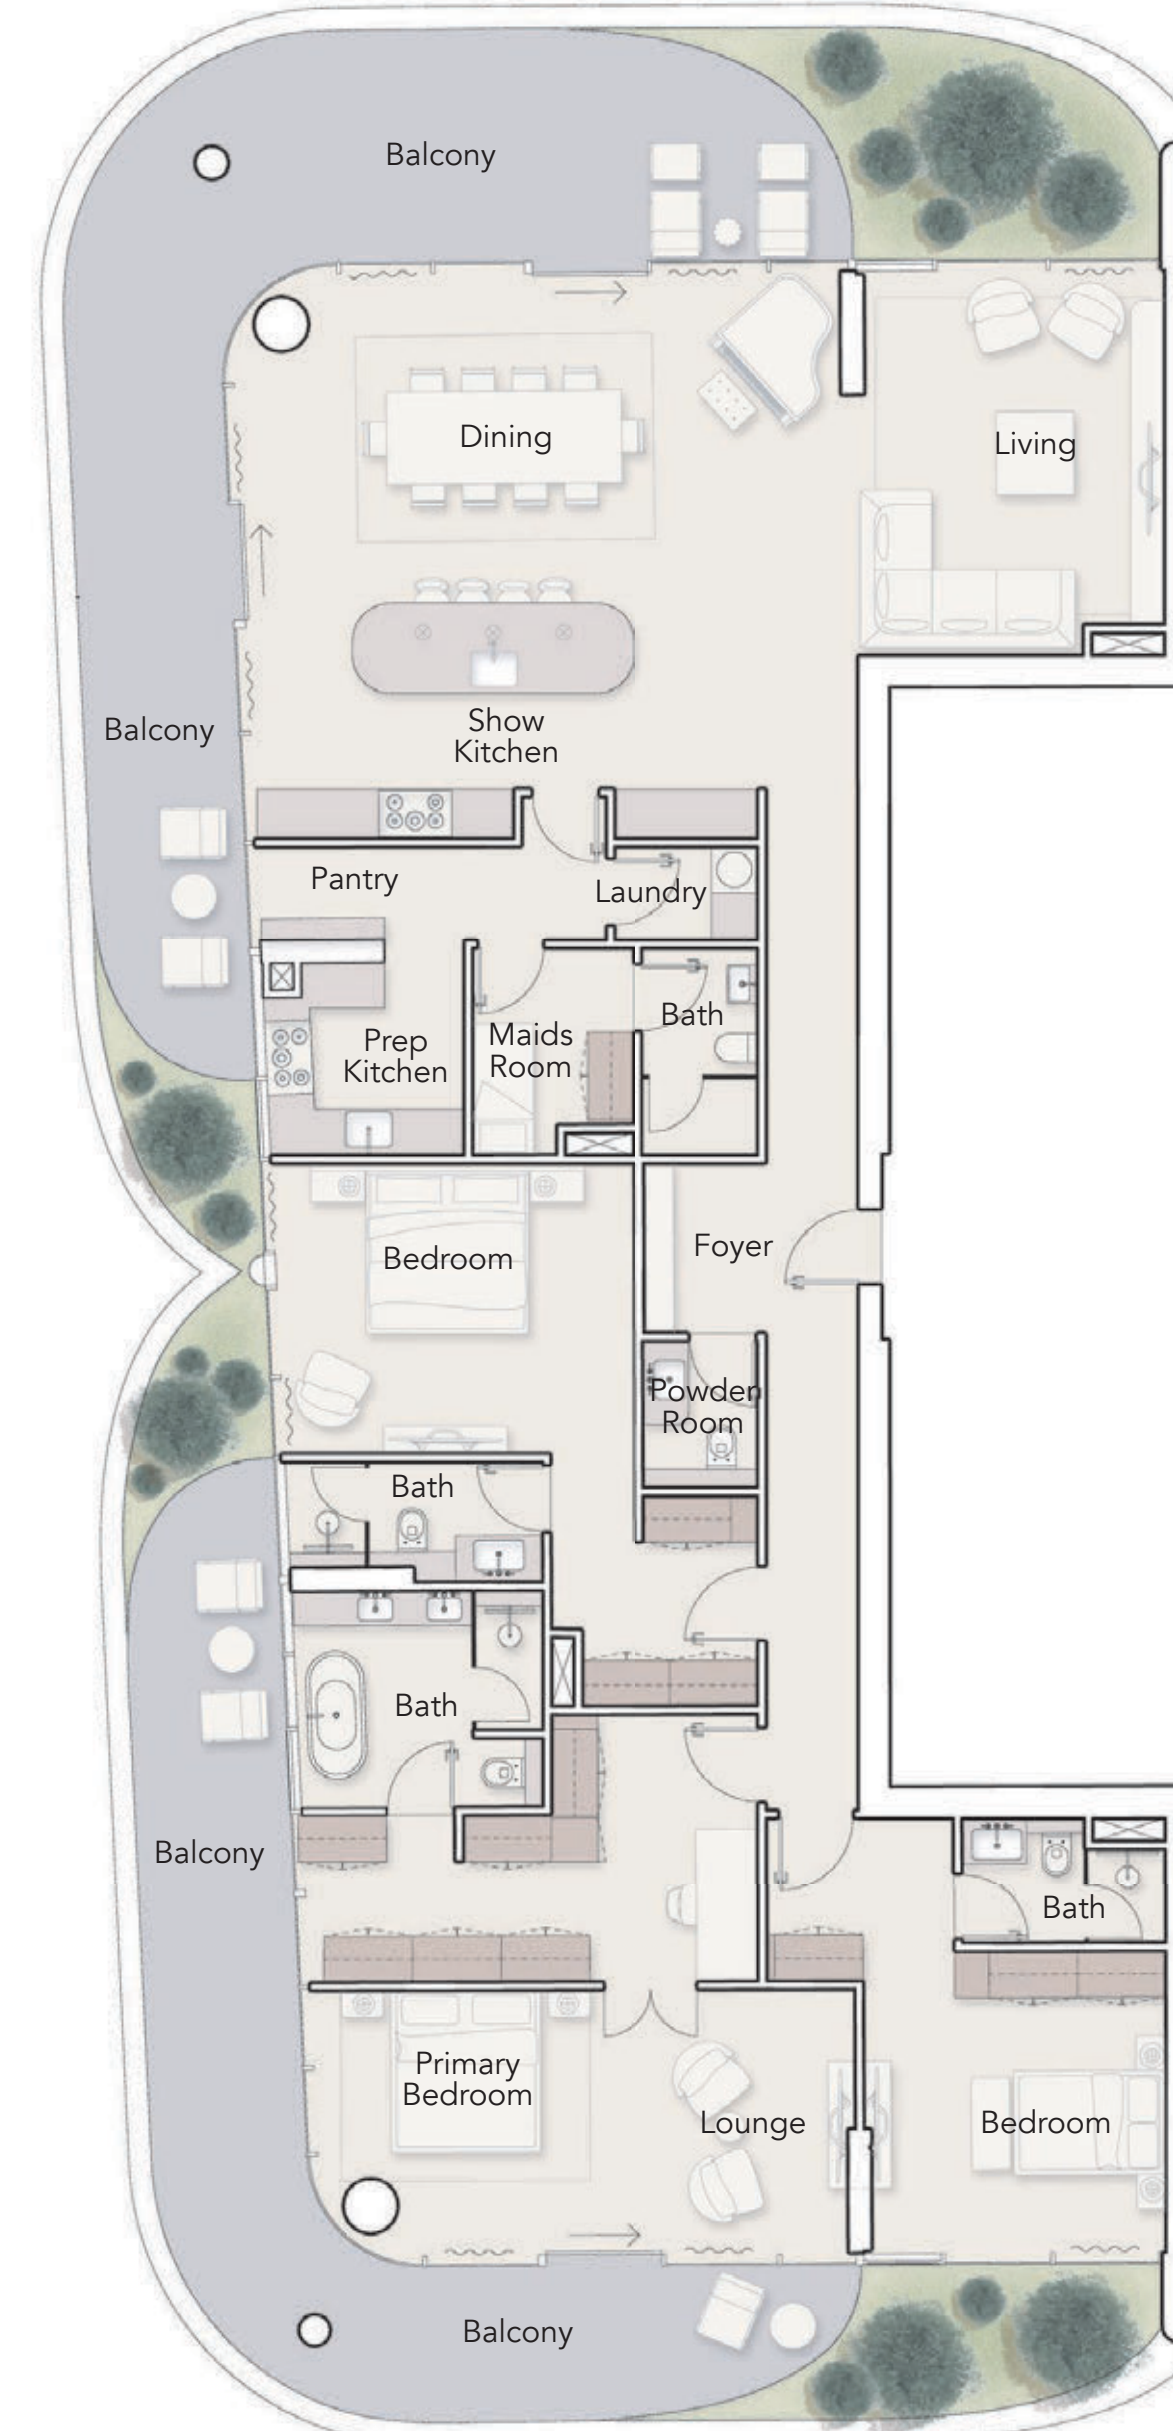 Balcony
Dining
Living
Balcony
Show
Kitchen
Pantry
Laundry
Bath
Prep
Kitchen
Maids
Room
Bedroom
Foyer
Powder
Room
Bath
Bath
Balcony
Bath
Primary
Bedroom
Lounge
Bedroom
Balcony